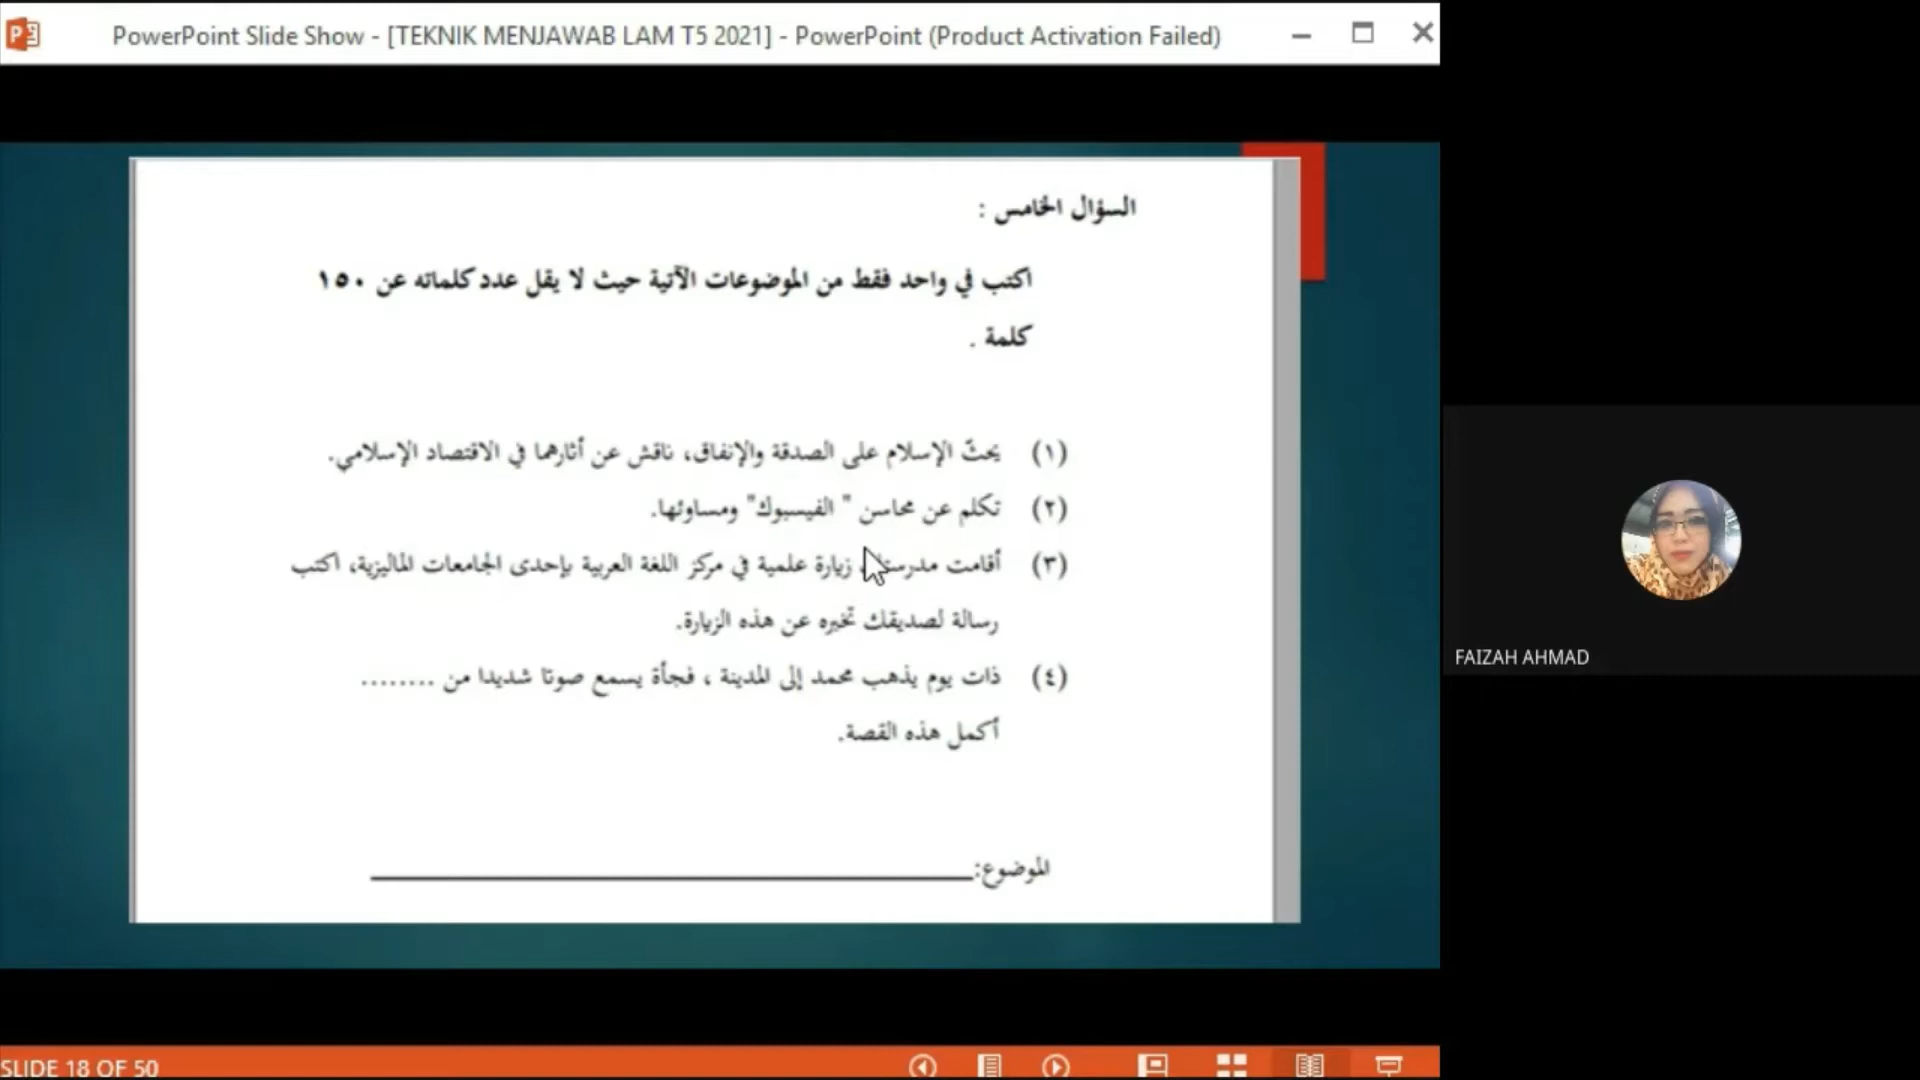 PowerPoint Slide Show - [TEKNIK MENJAWAB LAM T5 2021] - PowerPoint (Product Activation Failed)
السؤال الخامس :
اكتب في واحد فقط من الموضوعات الآتية حيث لا يقل عدد كلماته عن ١٥٠
كلمة .
(١) يحثّ الإسلام على الصدقة والإنفاق، ناقش عن أثارهما في الاقتصاد الإسلامي.
(٢) تكلم عن محاسن " الفيسبوك" ومساوئها.
(٣) أقامت زيارة علمية في مركز اللغة العربية بإحدى الجامعات الماليزية، اكتب
رسالة لصديقك تخبره عن هذه الزيارة.
(٤) ذات يوم يذهب محمد إلى المدينة ، فجأة يسمع صوتا شديدا من ........
أكمل هذه القصة.
الموضوع:
FAIZAH AHMAD
SLIDE 18 OF 50